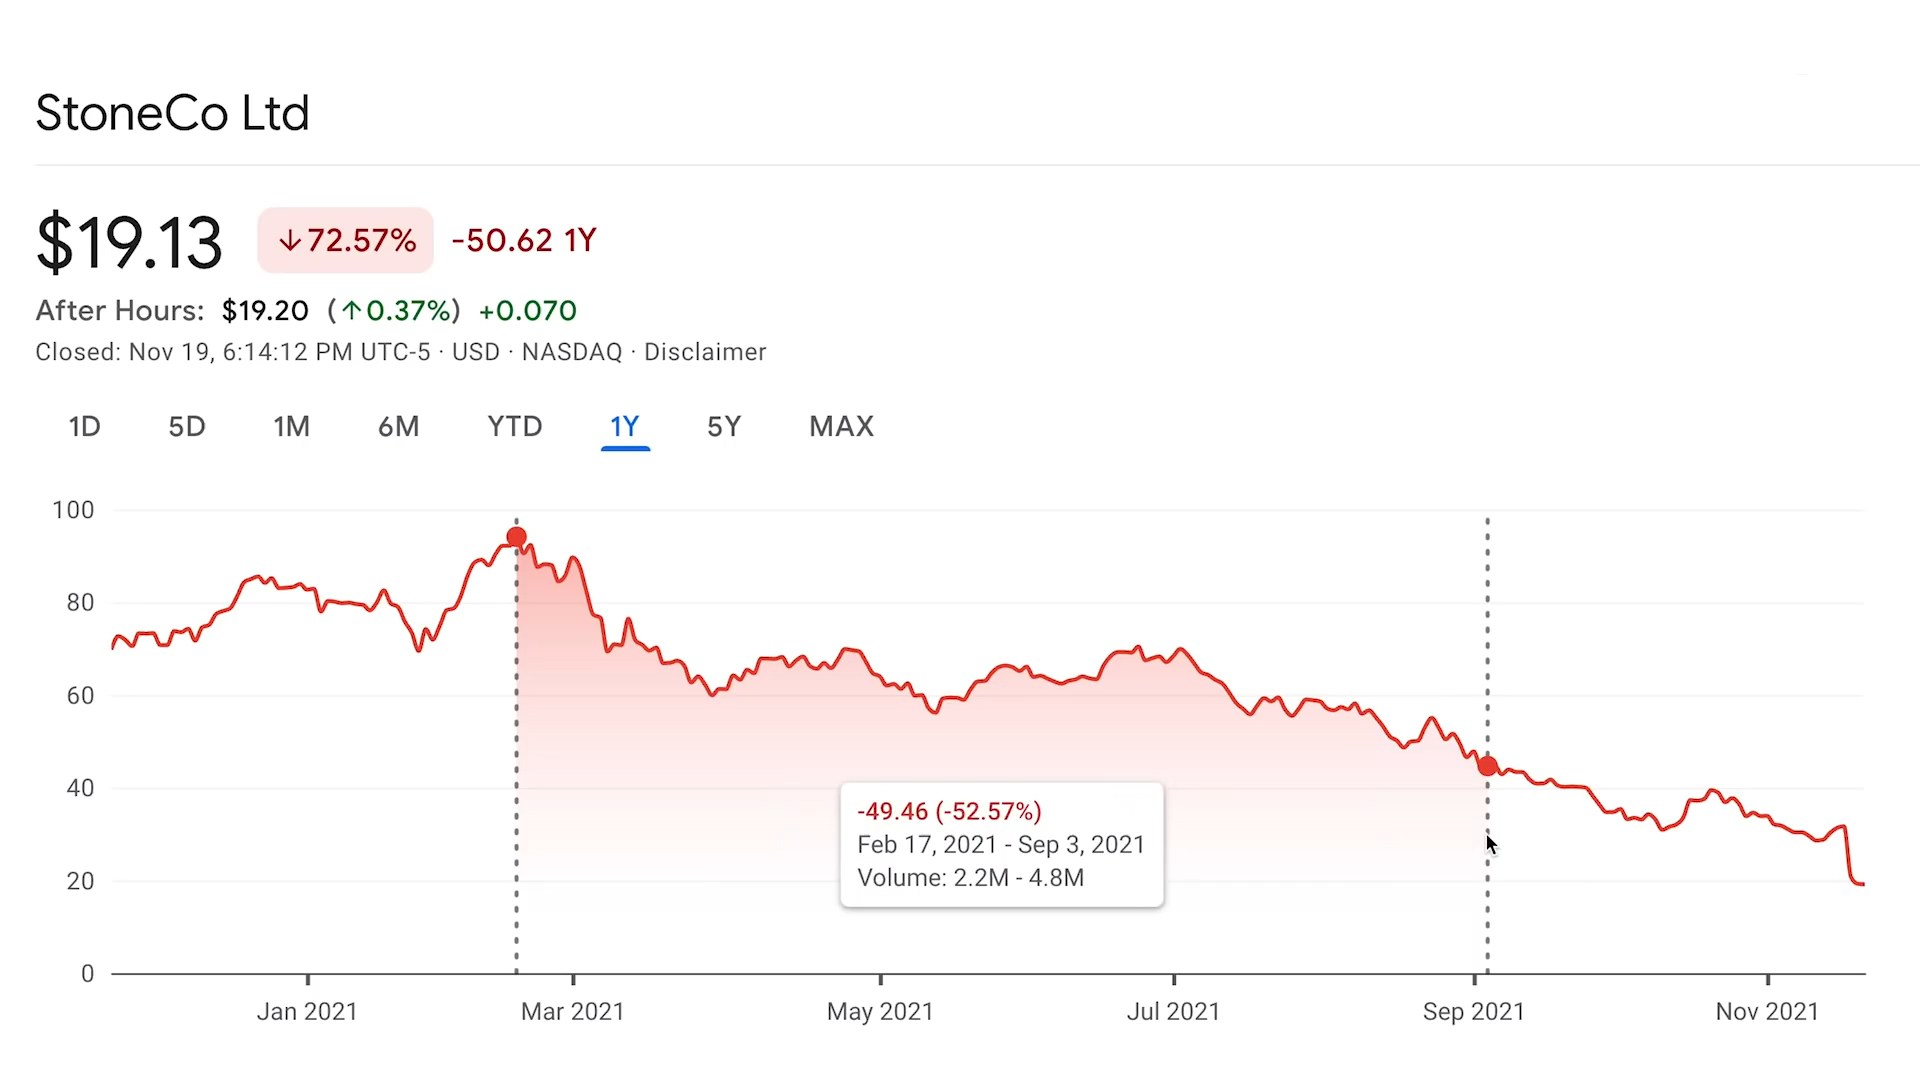 StoneCo Ltd
$19.13 ↓72.57% -50.62 1Y
After Hours: $19.20 (↑0.37%) +0.070
Closed: Nov 19, 6:14:12 PM UTC-5 · USD · NASDAQ · Disclaimer
1D 5D 1M 6M YTD 1Y 5Y MAX
100
80
60
40
20
0
-49.46 (-52.57%)
Feb 17, 2021 - Sep 3, 2021
Volume: 2.2M - 4.8M
Jan 2021 Mar 2021 May 2021 Jul 2021 Sep 2021 Nov 2021